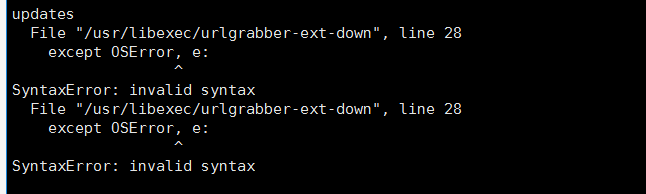 updates
  File "/usr/libexec/urlgrabber-ext-down", line 28
    except OSError, e:
                  ^
SyntaxError: invalid syntax
  File "/usr/libexec/urlgrabber-ext-down", line 28
    except OSError, e:
                  ^
SyntaxError: invalid syntax